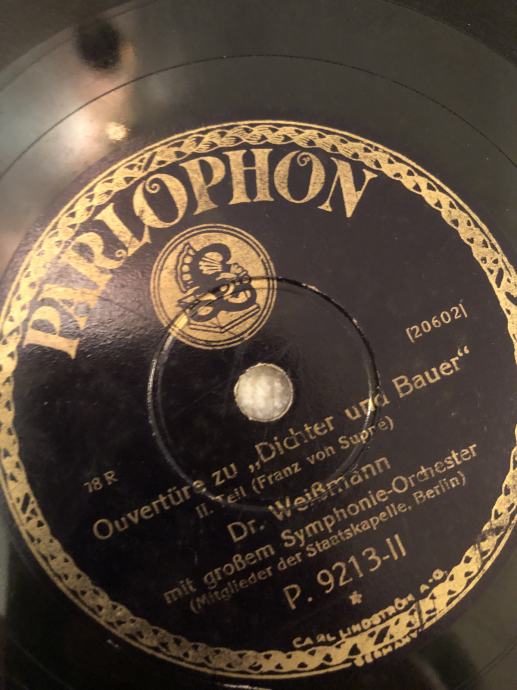 PARLOPHON
[20602]
78 R
Ouvertüre zu „Dichter und Bauer“
II. Teil (Franz von Suppé)
Dr. Weißmann
mit großem Symphonie-Orchester
(Mitglieder der Staatskapelle, Berlin)
P. 9213-II
*
CARL LINDSTRÖM A.-G.
GERMANY